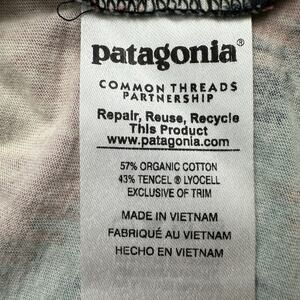 patagonia®
COMMON THREADS
PARTNERSHIP
Repair, Reuse, Recycle
This Product
www.patagonia.com
57% ORGANIC COTTON
43% TENCEL ® LYOCELL
EXCLUSIVE OF TRIM
MADE IN VIETNAM
FABRIQUÉ AU VIETNAM
HECHO EN VIETNAM